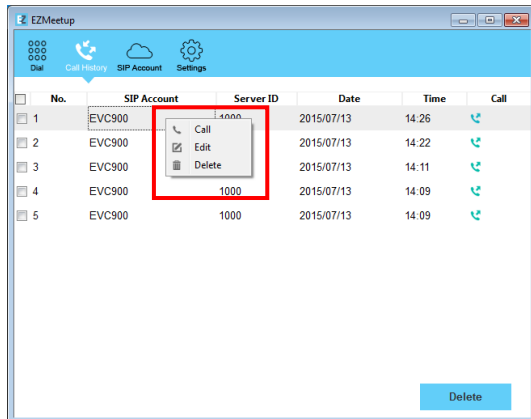 EZMeetup
Dial Call History SIP Account Settings
No. SIP Account Server ID Date Time Call
1 EVC900 1000 2015/07/13 14:26
2 EVC900 2015/07/13 14:22
3 EVC900 2015/07/13 14:11
4 EVC900 1000 2015/07/13 14:09
5 EVC900 1000 2015/07/13 14:09
Call
Edit
Delete
Delete